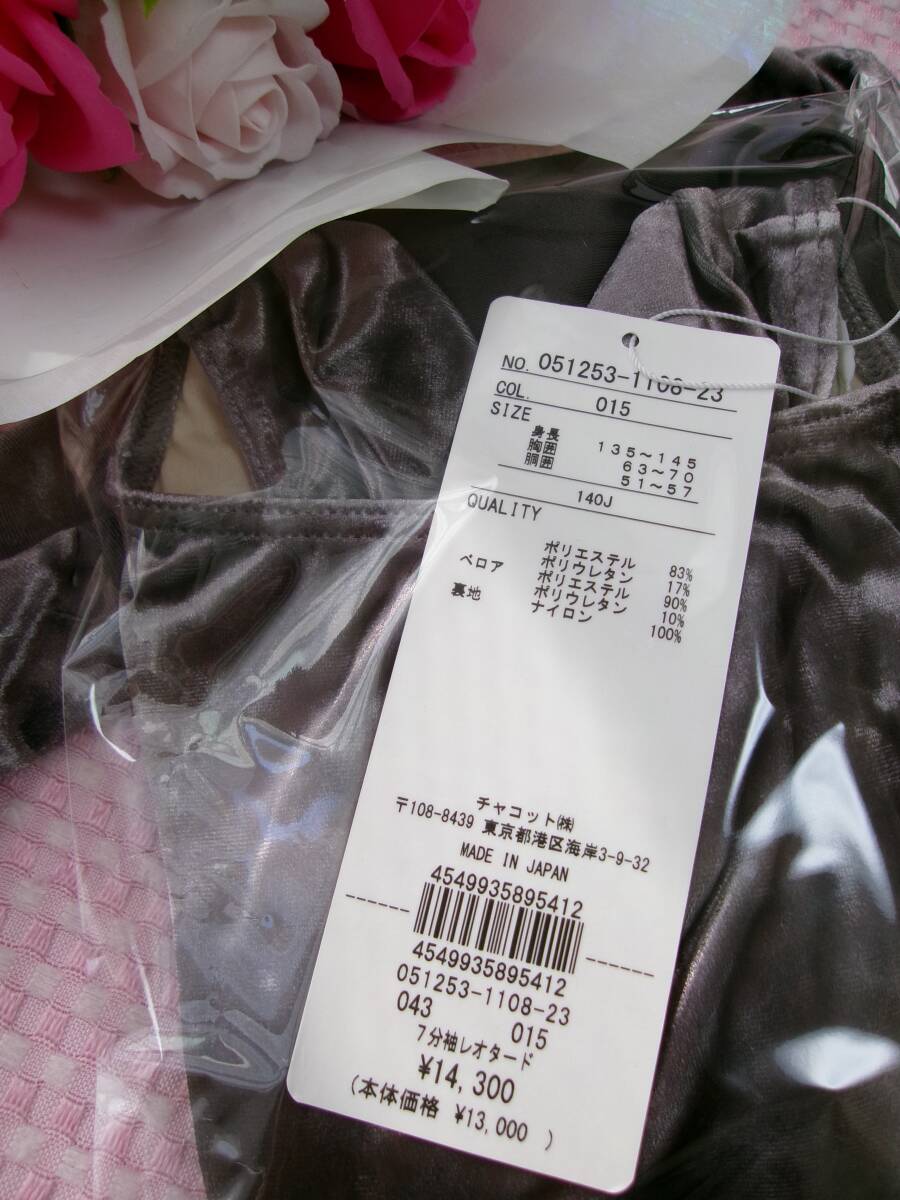 NO. 051253-1108-23
COL. 015
SIZE
身長 135～145
胸囲 63～70
胴囲 51～57
140J
QUALITY
ポリエステル 83%
ベロア ポリウレタン 17%
ポリエステル 90%
裏地 ポリウレタン 10%
ナイロン 100%
チャコット㈱
〒108-8439 東京都港区海岸3-9-32
MADE IN JAPAN
4549935895412
4549935895412
051253-1108-23
043 015
7分袖レオタード
¥14,300
(本体価格 ¥13,000 )